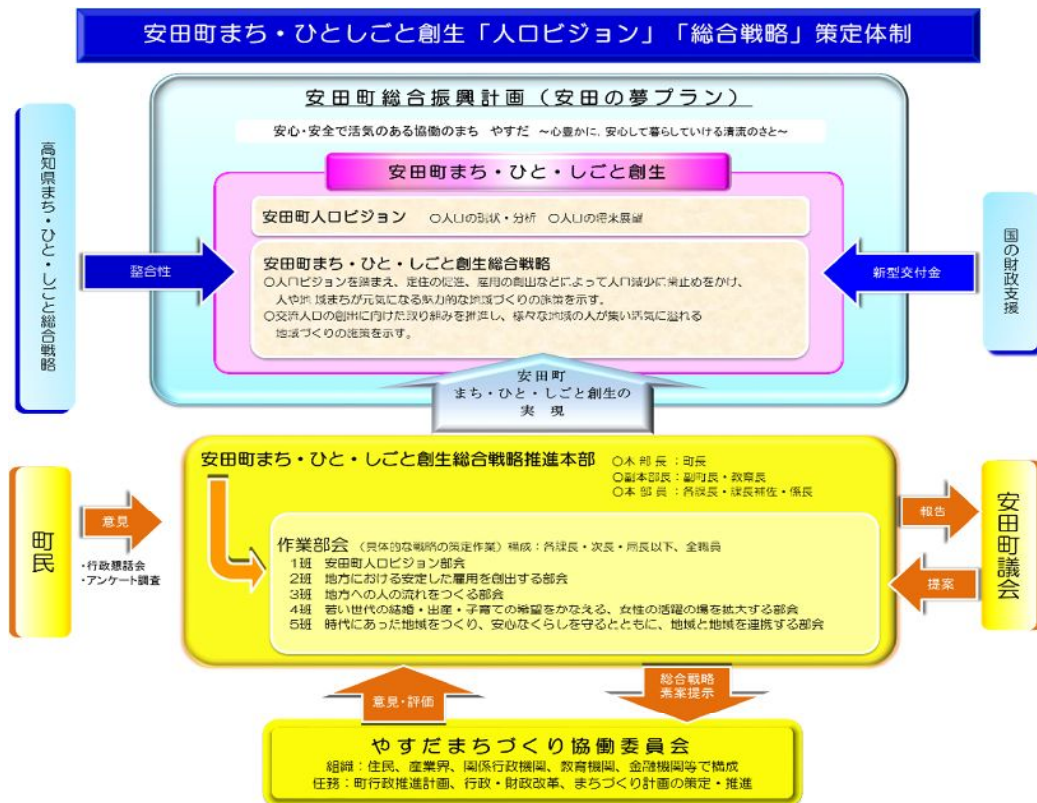 安田町まち・ひとしごと創生「人口ビジョン」「総合戦略」策定体制
安田町総合振興計画（安田の夢プラン）
安心・安全で活気のある協働のまち やすだ ～心豊かに、安心して暮らしていける清流のさと～
安田町まち・ひと・しごと創生
安田町人口ビジョン ○人口の現状・分析 ○人口の将来展望
安田町まち・ひと・しごと創生総合戦略
○人口ビジョンを踏まえ、定住の促進、雇用の創出などによって人口減少に歯止めをかけ、
人や地域まちが元気になる魅力的な地域づくりの施策を示す。
○交流人口の創出に向けた取り組みを推進し、様々な地域の人が集い活気に溢れる
地域づくりの施策を示す。
高知県まち・ひと・しごと総合戦略
整合性
新型交付金
国の財政支援
安田町
まち・ひと・しごと創生の
実現
安田町まち・ひと・しごと創生総合戦略推進本部
○本部長：町長
○副本部長：副町長・教育長
○本部員：各課長・課長補佐・係長
作業部会（具体的な戦略の策定作業）構成：各課長・次長・局長以下、全職員
1班 安田町人口ビジョン部会
2班 地方における安定した雇用を創出する部会
3班 地方への人の流れをつくる部会
4班 若い世代の結婚・出産・子育ての希望をかなえる、女性の活躍の場を拡大する部会
5班 時代にあった地域をつくり、安心なくらしを守るとともに、地域と地域を連携する部会
町民
意見
・行政懇話会
・アンケート調査
報告
提案
安田町議会
意見・評価
総合戦略
素案提示
やすだまちづくり協働委員会
組織：住民、産業界、関係行政機関、教育機関、金融機関等で構成
任務：町行政推進計画、行政・財政改革、まちづくり計画の策定・推進